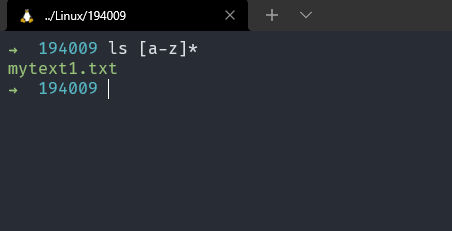 ../Linux/194009
→ 194009 ls [a-z]*
mytext1.txt
→ 194009